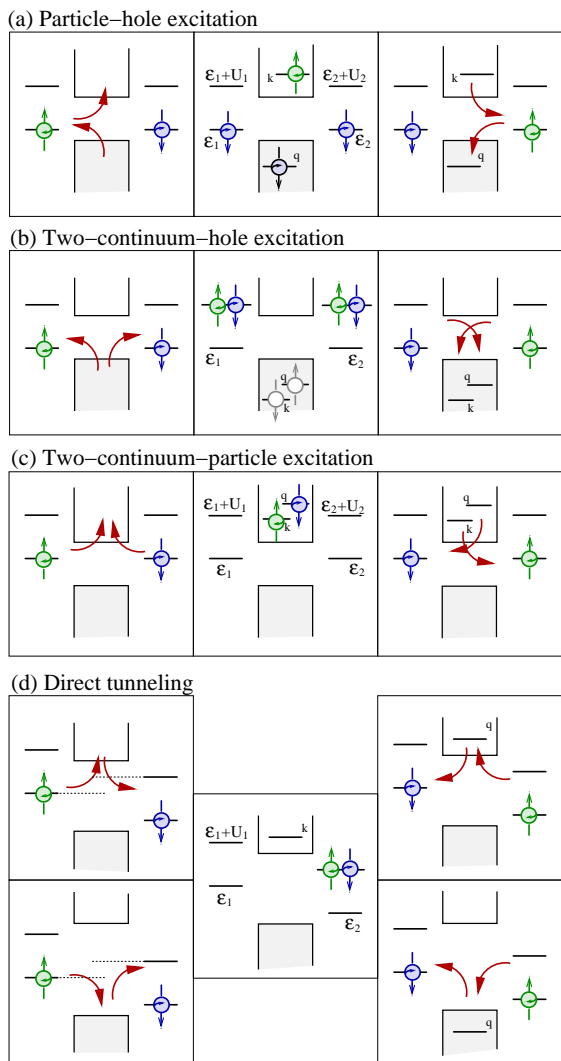 (a) Particle−hole excitation
ε1+U1 k ε2+U2 k
ε1 ε2
q q
(b) Two−continuum−hole excitation
ε1 ε2
q q
k k
(c) Two−continuum−particle excitation
ε1+U1 q ε2+U2 q
k k
ε1 ε2
(d) Direct tunneling
q
ε1+U1 k
ε1
ε2
q